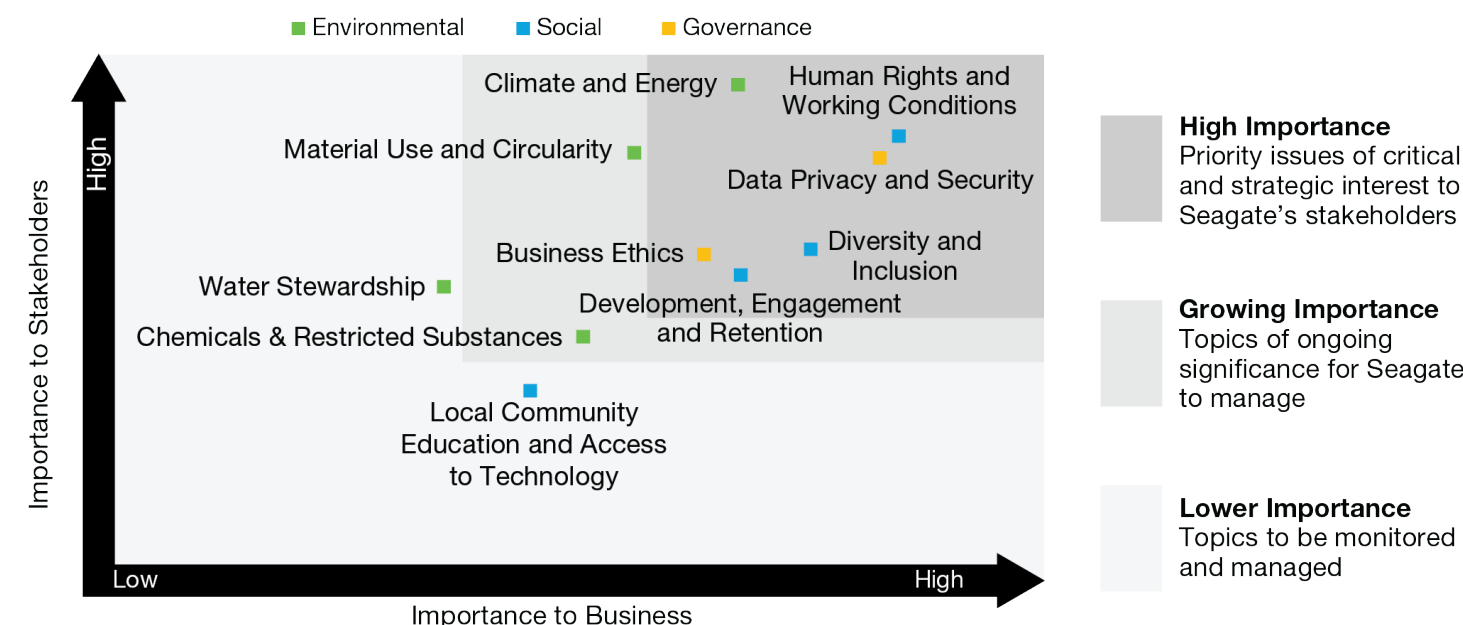 Environmental
Social
Governance
Importance to Stakeholders
High
Climate and Energy
Human Rights and
Working Conditions
Material Use and Circularity
Data Privacy and Security
Business Ethics
Diversity and
Inclusion
Water Stewardship
Development, Engagement
and Retention
Chemicals & Restricted Substances
Local Community
Education and Access
to Technology
Low
High
Importance to Business
High Importance
Priority issues of critical
and strategic interest to
Seagate’s stakeholders
Growing Importance
Topics of ongoing
significance for Seagate
to manage
Lower Importance
Topics to be monitored
and managed